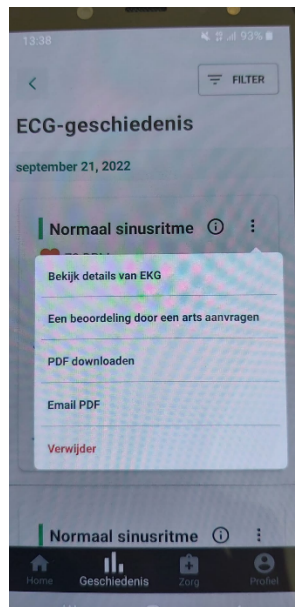 13:38
93%
FILTER
ECG-geschiedenis
september 21, 2022
Normaal sinusritme
Bekijk details van EKG
Een beoordeling door een arts aanvragen
PDF downloaden
Email PDF
Verwijder
Normaal sinusritme
Home Geschiedenis Zorg Profiel